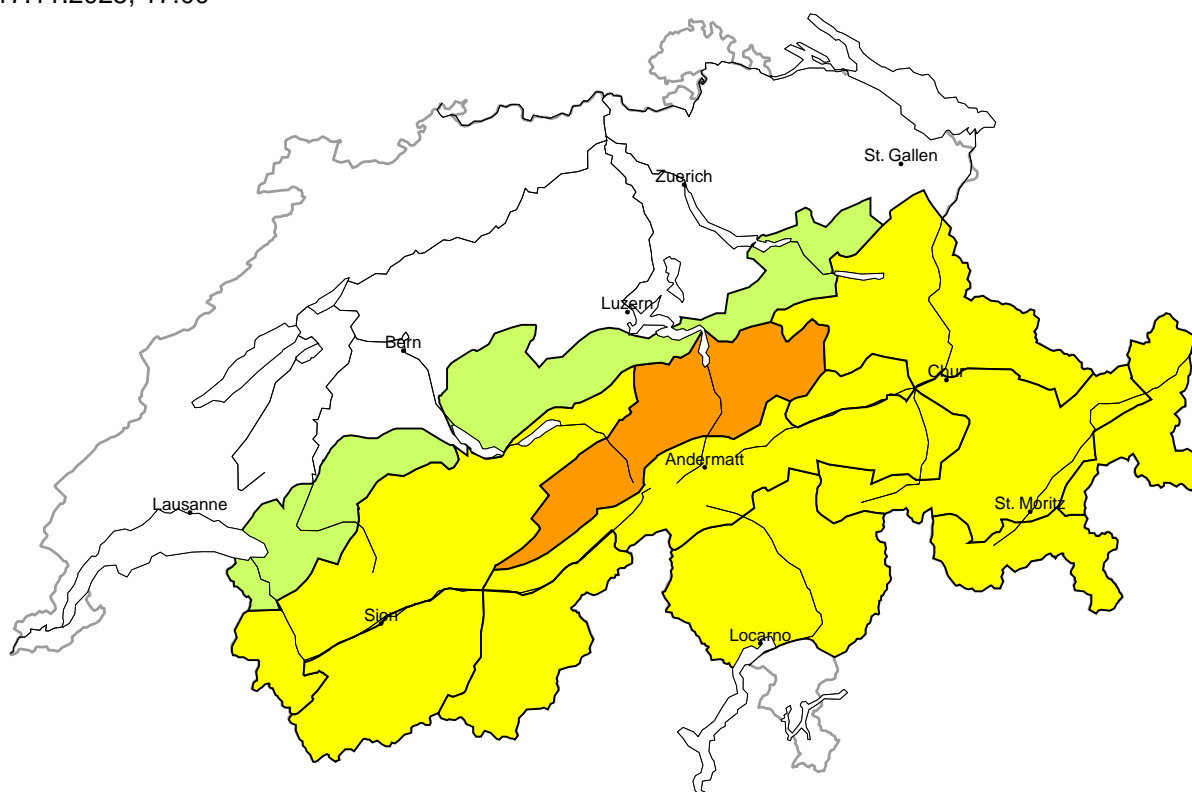 St. Gallen
Zuerich
Luzern
Bern
Chur
Andermatt
Lausanne
St. Moritz
Sion
Locarno